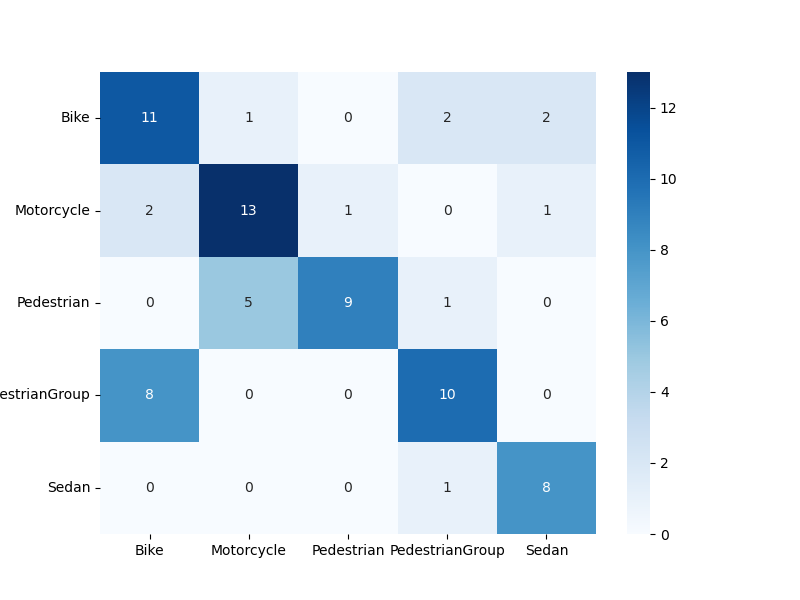 Bike 11 1 0 2 2
Motorcycle 2 13 1 0 1
Pedestrian 0 5 9 1 0
estrianGroup 8 0 0 10 0
Sedan 0 0 0 1 8
Bike Motorcycle Pedestrian PedestrianGroup Sedan
12
10
8
6
4
2
0